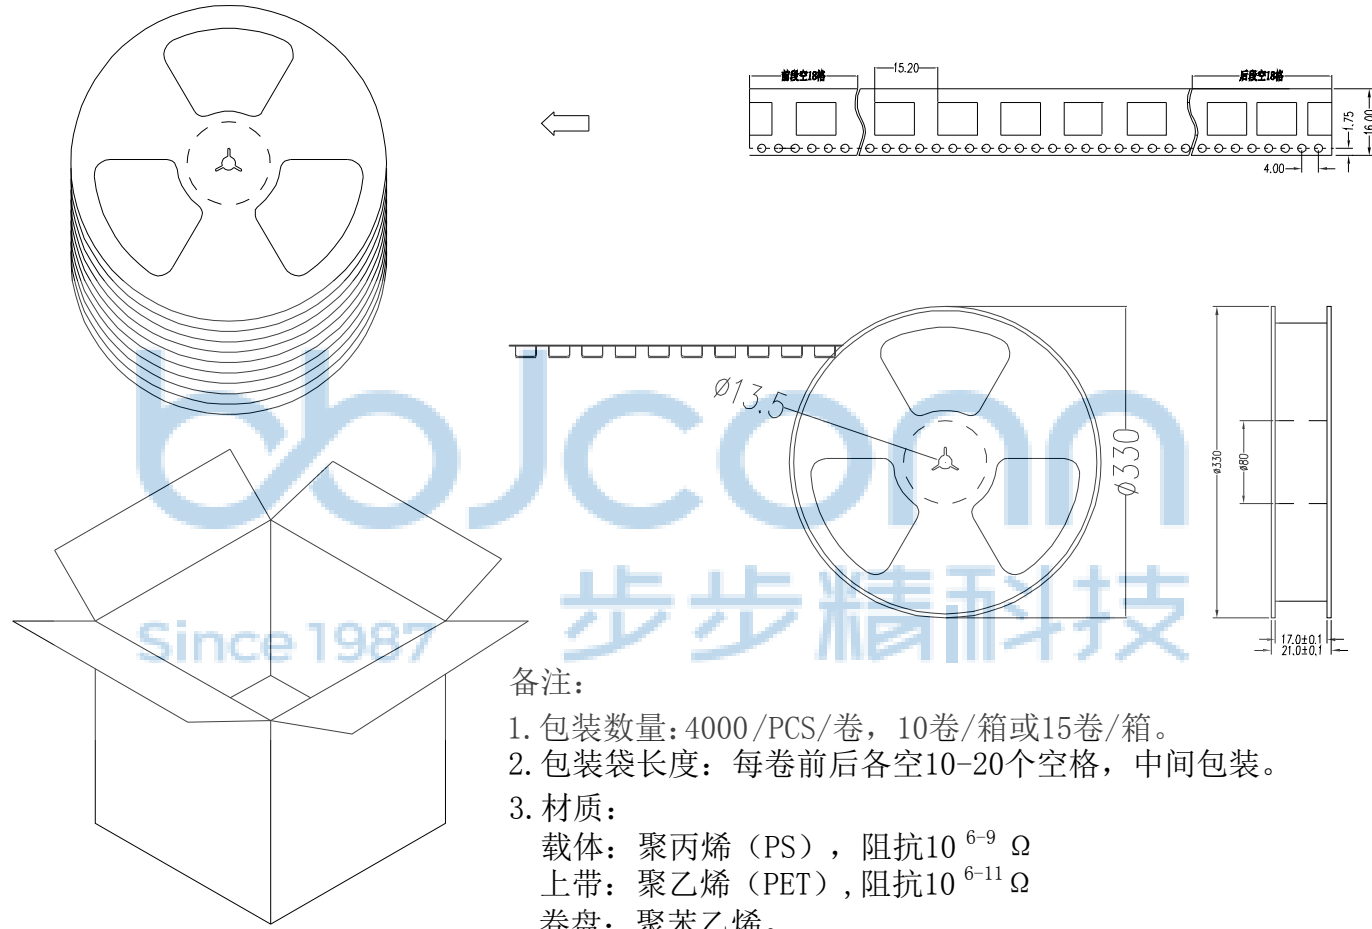 前段空18格
15.20
后段空18格
1.75
16.00
4.00
Ø13.5
Ø330
ø330
ø80
17.0±0.1
21.0±0.1
bbjconn
步步精科技
Since 1987
备注：
1.包装数量:4000/PCS/卷，10卷/箱或15卷/箱。
2.包装袋长度：每卷前后各空10-20个空格，中间包装。
3.材质：
载体：聚丙烯（PS），阻抗10 6-9 Ω
上带：聚乙烯（PET）,阻抗10 6-11 Ω
卷盘：聚苯乙烯。